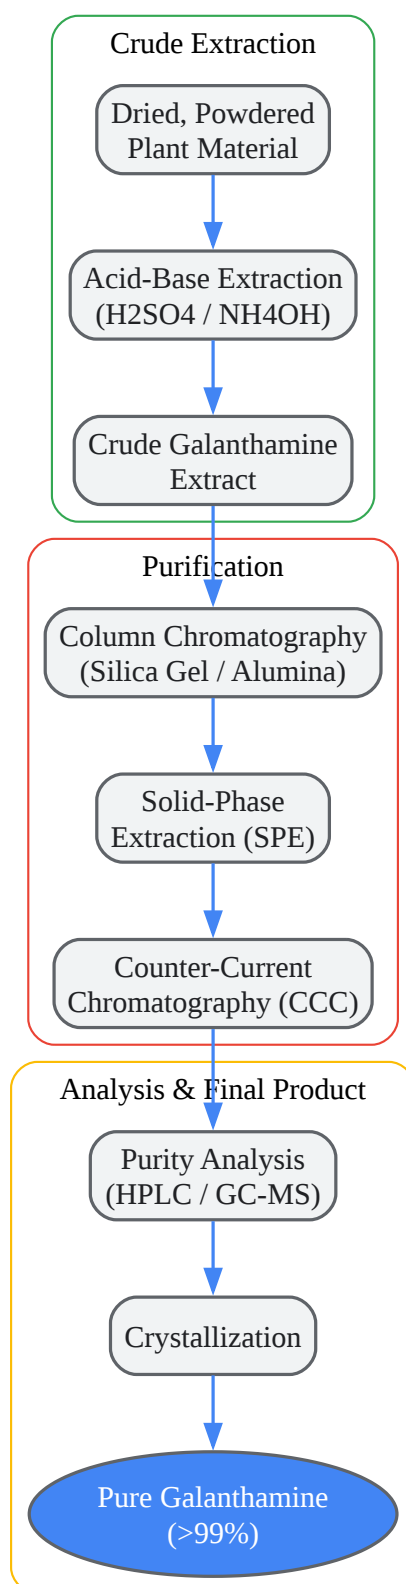 Crude Extraction
Dried, Powdered
Plant Material
Acid-Base Extraction
(H2SO4 / NH4OH)
Crude Galanthamine
Extract
Purification
Column Chromatography
(Silica Gel / Alumina)
Solid-Phase
Extraction (SPE)
Counter-Current
Chromatography (CCC)
Analysis & Final Product
Purity Analysis
(HPLC / GC-MS)
Crystallization
Pure Galanthamine
(>99%)